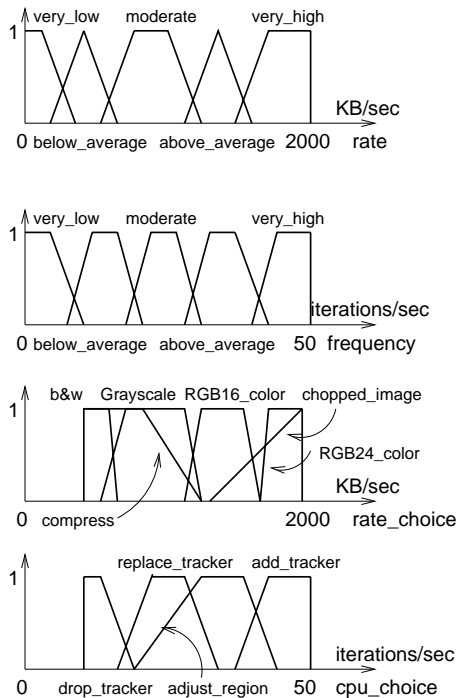 very_low moderate very_high
1
KB/sec
0 below_average above_average 2000 rate
very_low moderate very_high
1
iterations/sec
0 below_average above_average 50 frequency
b&w Grayscale RGB16_color chopped_image
1
RGB24_color
KB/sec
0 compress 2000 rate_choice
replace_tracker add_tracker
1
iterations/sec
0 drop_tracker adjust_region 50 cpu_choice